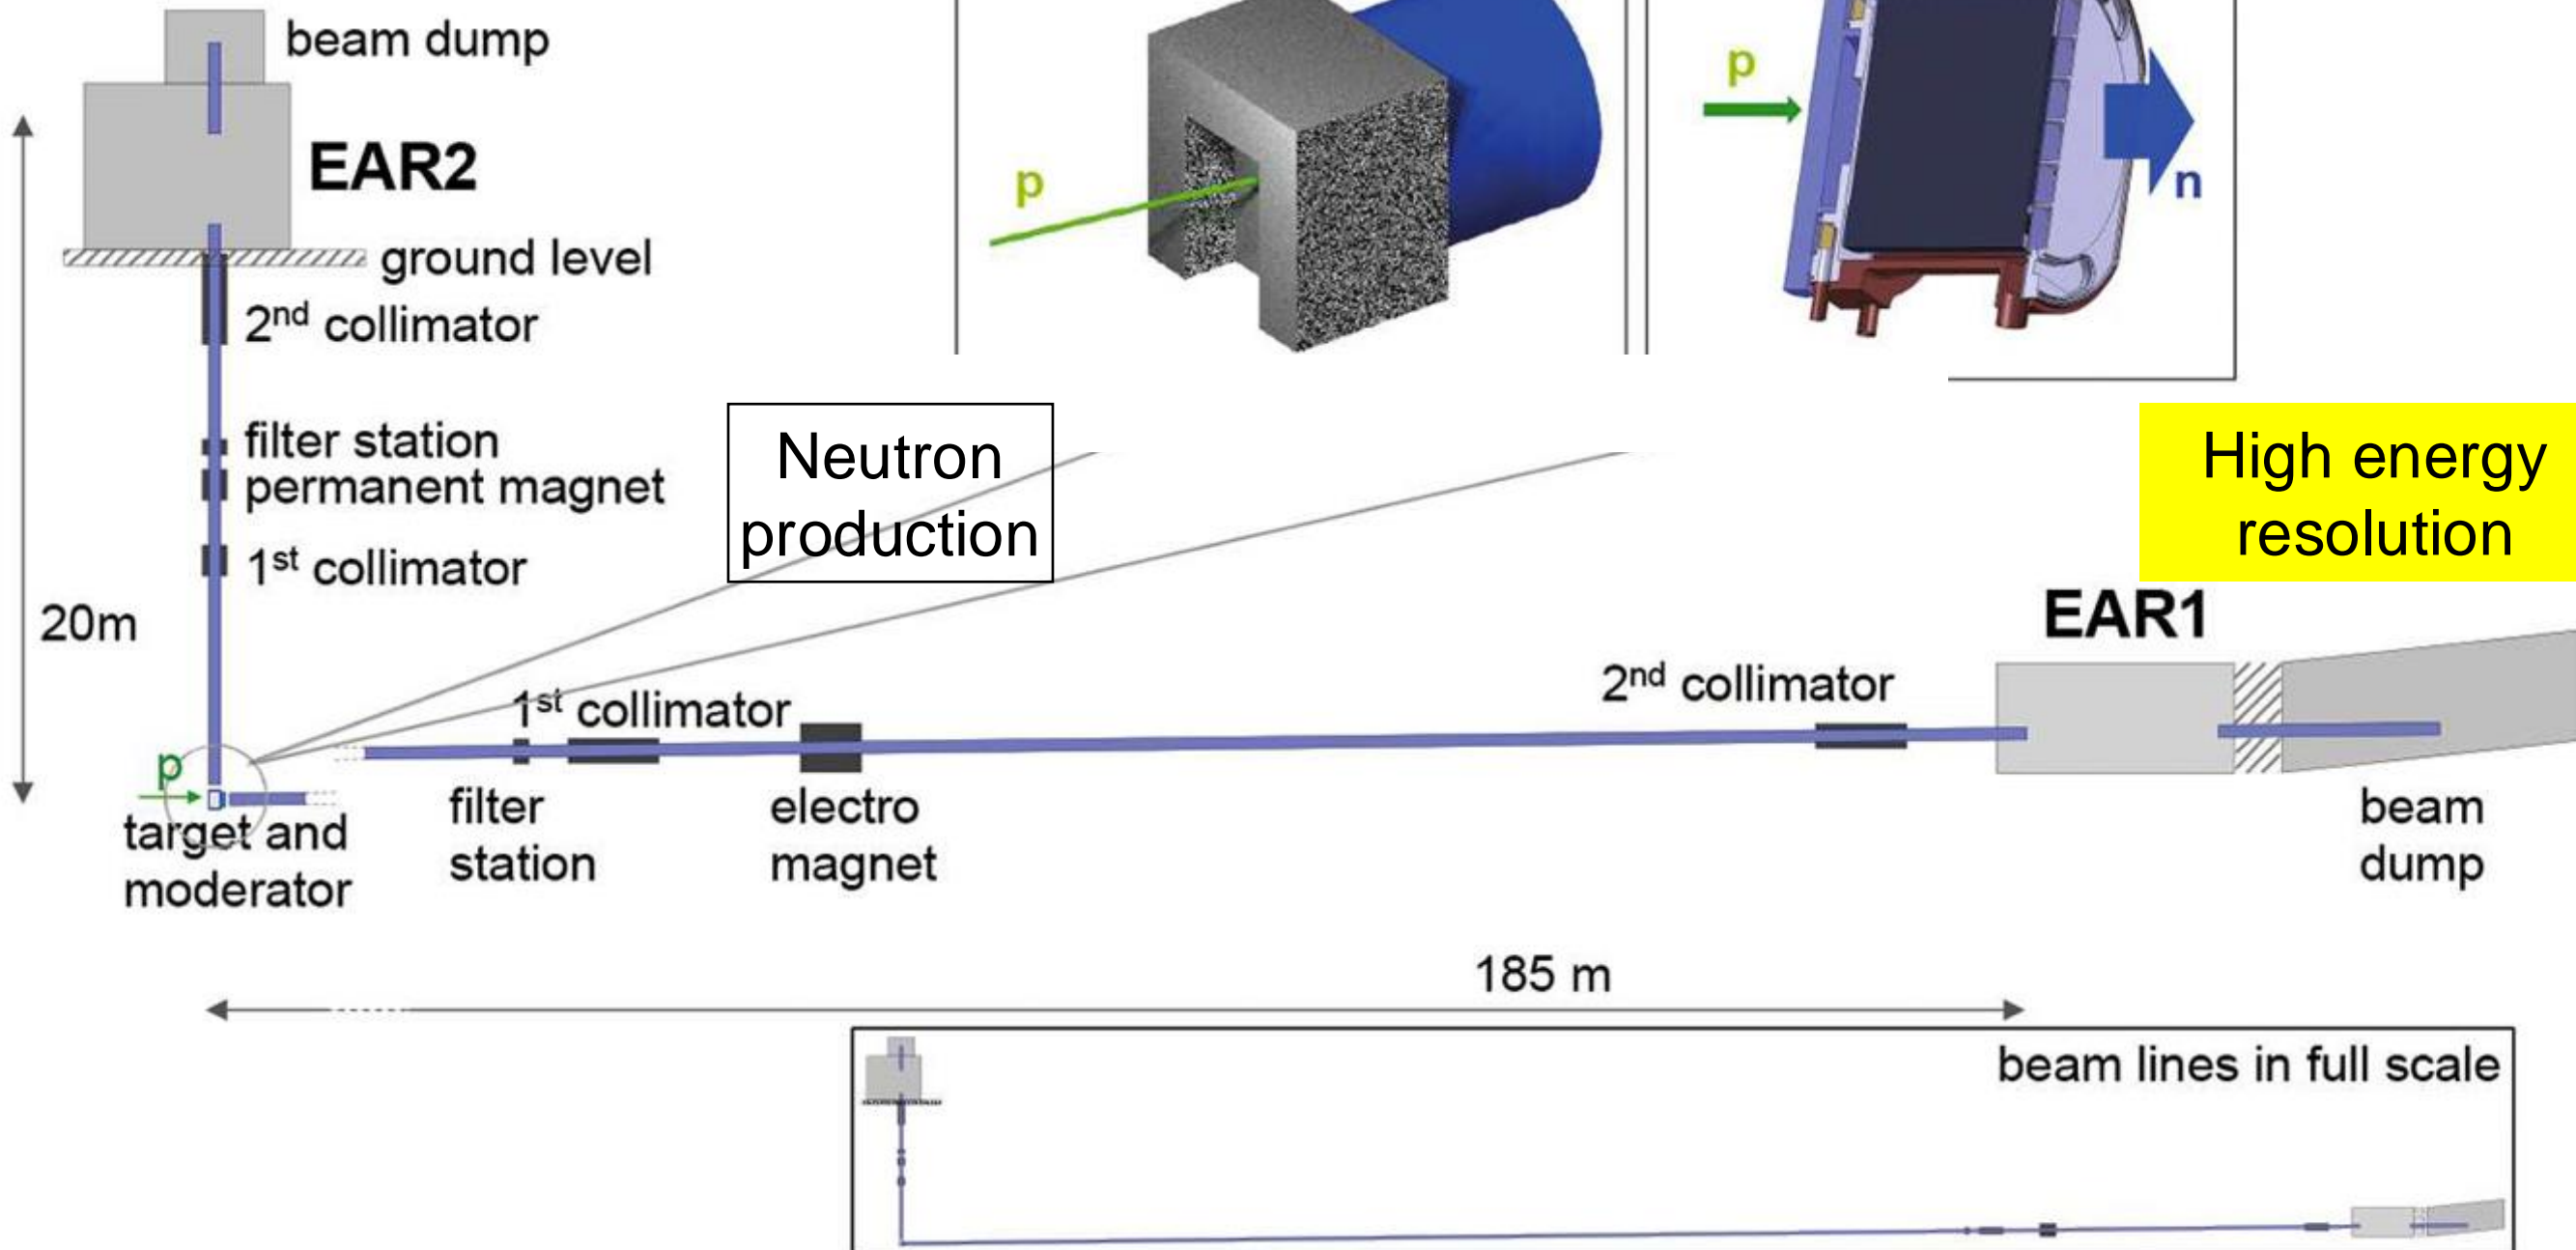 beam dump
EAR2
ground level
2nd collimator
filter station
permanent magnet
1st collimator
20m
p
p
n
Neutron
production
High energy
resolution
EAR1
1st collimator
2nd collimator
p
target and
moderator
filter
station
electro
magnet
beam
dump
185 m
beam lines in full scale